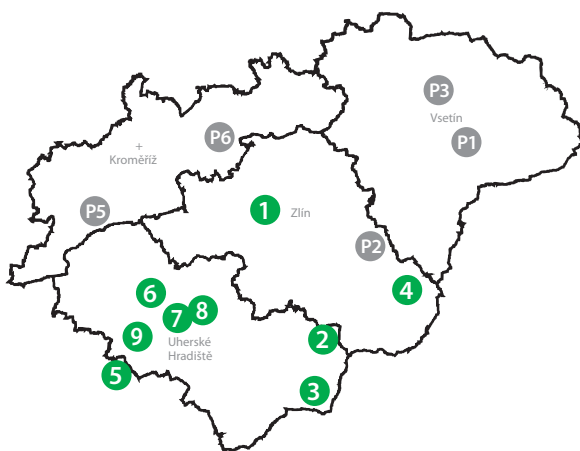 P3
Vsetín
P6
P1
+
Kroměříž
P5
1
Zlín
P2
4
6
8
7
9
2
Uherské
Hradiště
5
3